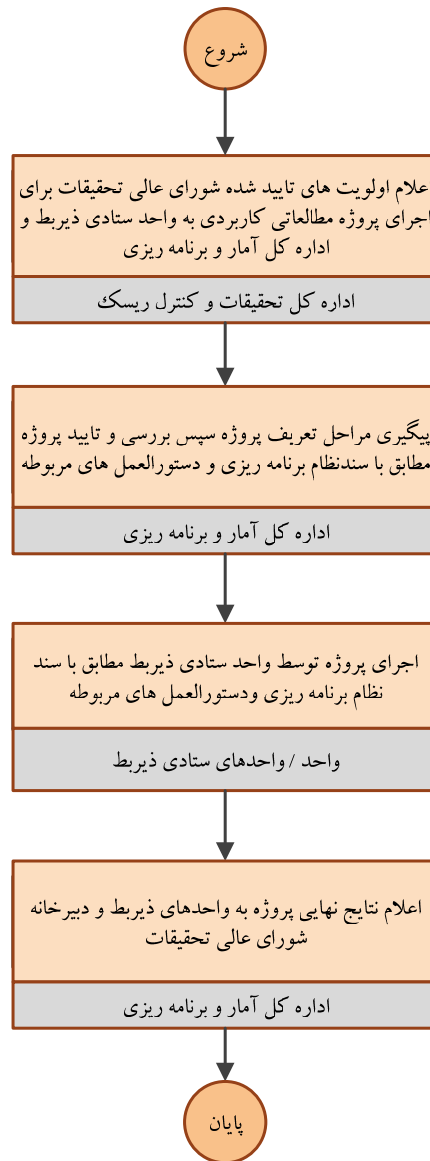 شروع
اعلام اولویت های تایید شده شورای عالی تحقیقات برای
اجرای پروژه مطالعاتی کاربردی به واحد ستادی ذیربط و
اداره کل آمار و برنامه ریزی
اداره کل تحقیقات و کنترل ریسک
پیگیری مراحل تعریف پروژه سپس بررسی و تایید پروژه
مطابق با سندنظام برنامه ریزی و دستورالعمل های مربوطه
اداره کل آمار و برنامه ریزی
اجرای پروژه توسط واحد ستادی ذیربط مطابق با سند
نظام برنامه ریزی ودستورالعمل های مربوطه
واحد / واحدهای ستادی ذیربط
اعلام نتایج نهایی پروژه به واحدهای ذیربط و دبیرخانه
شورای عالی تحقیقات
اداره کل آمار و برنامه ریزی
پایان